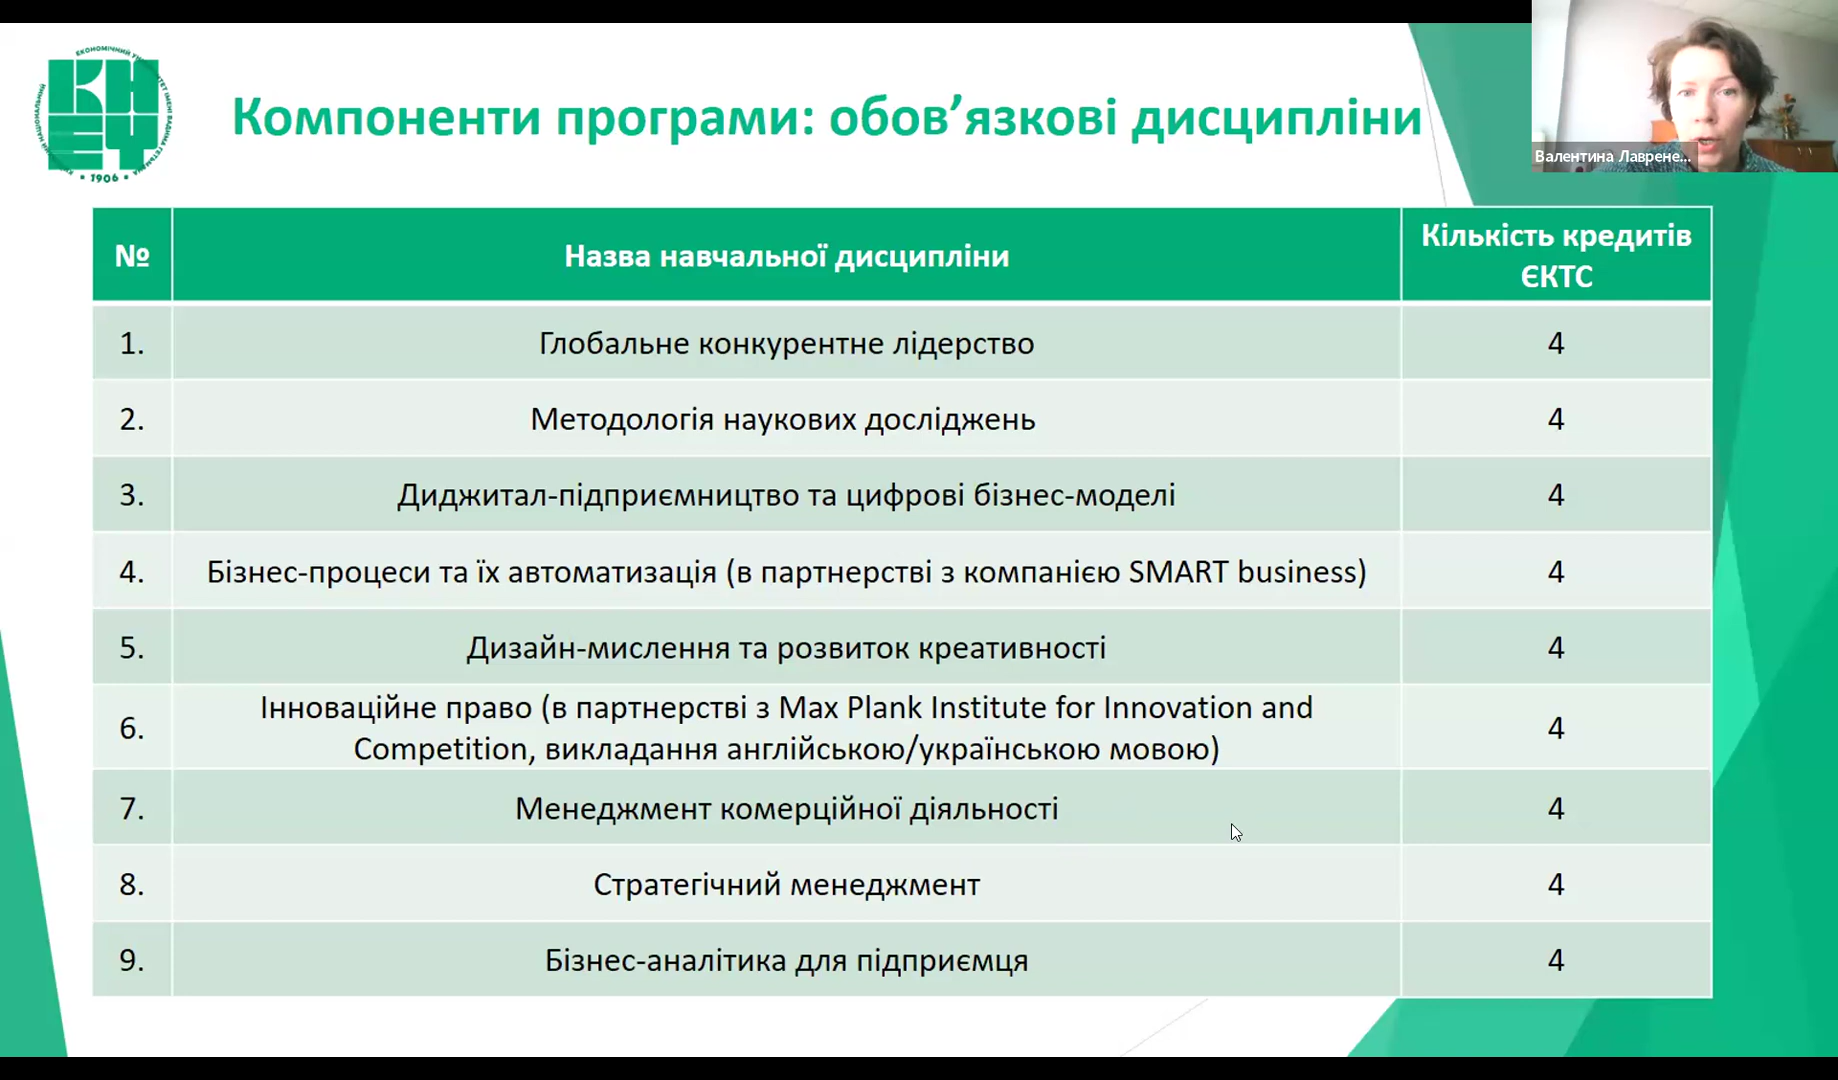 КНЕУ
• 1906 •
Компоненти програми: обов’язкові дисципліни
Валентина Лаврене...
№
Назва навчальної дисципліни
Кількість кредитів
ЄКТС
1.
Глобальне конкурентне лідерство
4
2.
Методологія наукових досліджень
4
3.
Диджитал-підприємництво та цифрові бізнес-моделі
4
4.
Бізнес-процеси та їх автоматизація (в партнерстві з компанією SMART business)
4
5.
Дизайн-мислення та розвиток креативності
4
6.
Інноваційне право (в партнерстві з Max Plank Institute for Innovation and
Competition, викладання англійською/українською мовою)
4
7.
Менеджмент комерційної діяльності
4
8.
Стратегічний менеджмент
4
9.
Бізнес-аналітика для підприємця
4